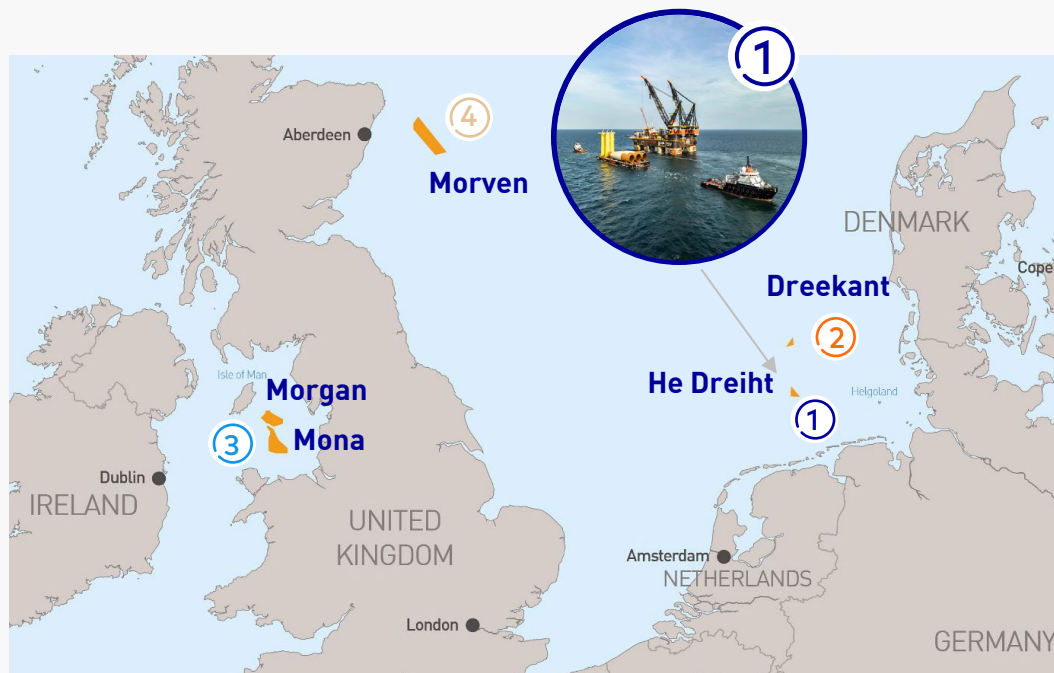 1
Aberdeen
4
Morven
DENMARK
Cope
Dreekant
2
Isle of Man
Morgan
He Dreiht
Helgoland
1
3
Mona
Dublin
IRELAND
UNITED
KINGDOM
Amsterdam
NETHERLANDS
London
GERMANY